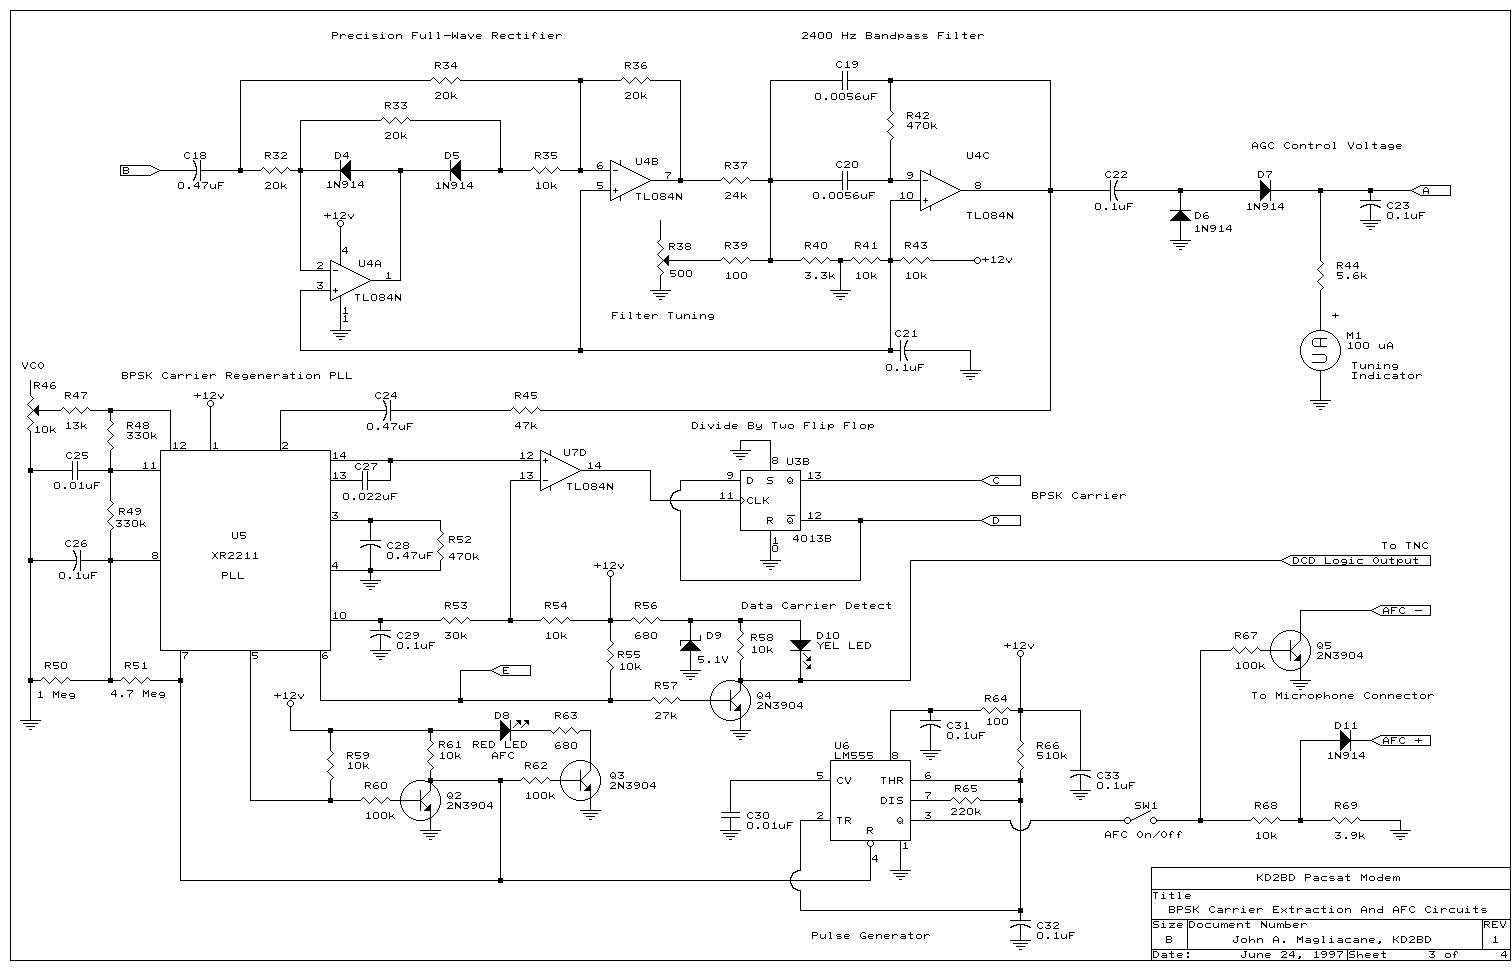 Precision Full-Wave Rectifier
2400 Hz Bandpass Filter
R34
20k
R36
20k
C19
0.0056uF
R33
20k
R42
470k
AGC Control Voltage
B
C18
0.47uF
R32
20k
D4
1N914
D5
1N914
R35
10k
6
5
U4B
7
TL084N
R37
24k
C20
0.0056uF
U4C
9
10
8
TL084N
C22
0.1uF
D6
1N914
D7
1N914
A
C23
0.1uF
+12v
4
U4A
2
3
1
TL084N
11
R38
500
R39
100
R40
3.3k
R41
10k
R43
10k
+12v
Filter Tuning
R44
5.6k
+
UA
M1
100 uA
Tuning
Indicator
C21
0.1uF
VCO
R46
10k
BPSK Carrier Regeneration PLL
R47
13k
+12v
C24
0.47uF
R45
47k
R48
330k
12
1
2
Divide By Two Flip Flop
C25
0.01uF
11
14
13
C27
0.022uF
12
13
U7D
14
TL084N
8
U3B
9
D
S
Q
13
11
CLK
R
Q
12
10
4013B
C
D
BPSK Carrier
R49
330k
U5
XR2211
PLL
3
C28
0.47uF
R52
470k
4
C26
0.1uF
8
To TNC
DCD Logic Output
+12v
10
C29
0.1uF
R53
30k
R54
10k
R56
680
Data Carrier Detect
D9
5.1V
R58
10k
D10
YEL LED
R55
10k
AFC -
R67
100k
Q5
2N3904
+12v
To Microphone Connector
7
5
6
R50
1 Meg
R51
4.7 Meg
E
R57
27k
Q4
2N3904
+12v
D8
RED LED
AFC
R63
680
R59
10k
R61
10k
R60
100k
Q2
2N3904
R62
100k
Q3
2N3904
C31
0.1uF
R64
100
R66
510k
D11
1N914
AFC +
U6
LM555
8
5
CV
THR
6
DIS
7
2
TR
Q
3
R
4
1
R65
220k
C33
0.1uF
C30
0.01uF
SW1
AFC On/Off
R68
10k
R69
3.9k
C32
0.1uF
Pulse Generator
KD2BD Pacsat Modem
Title
BPSK Carrier Extraction And AFC Circuits
Size Document Number REV
B John A. Magliacane, KD2BD 1
Date: June 24, 1997 Sheet 3 of 4